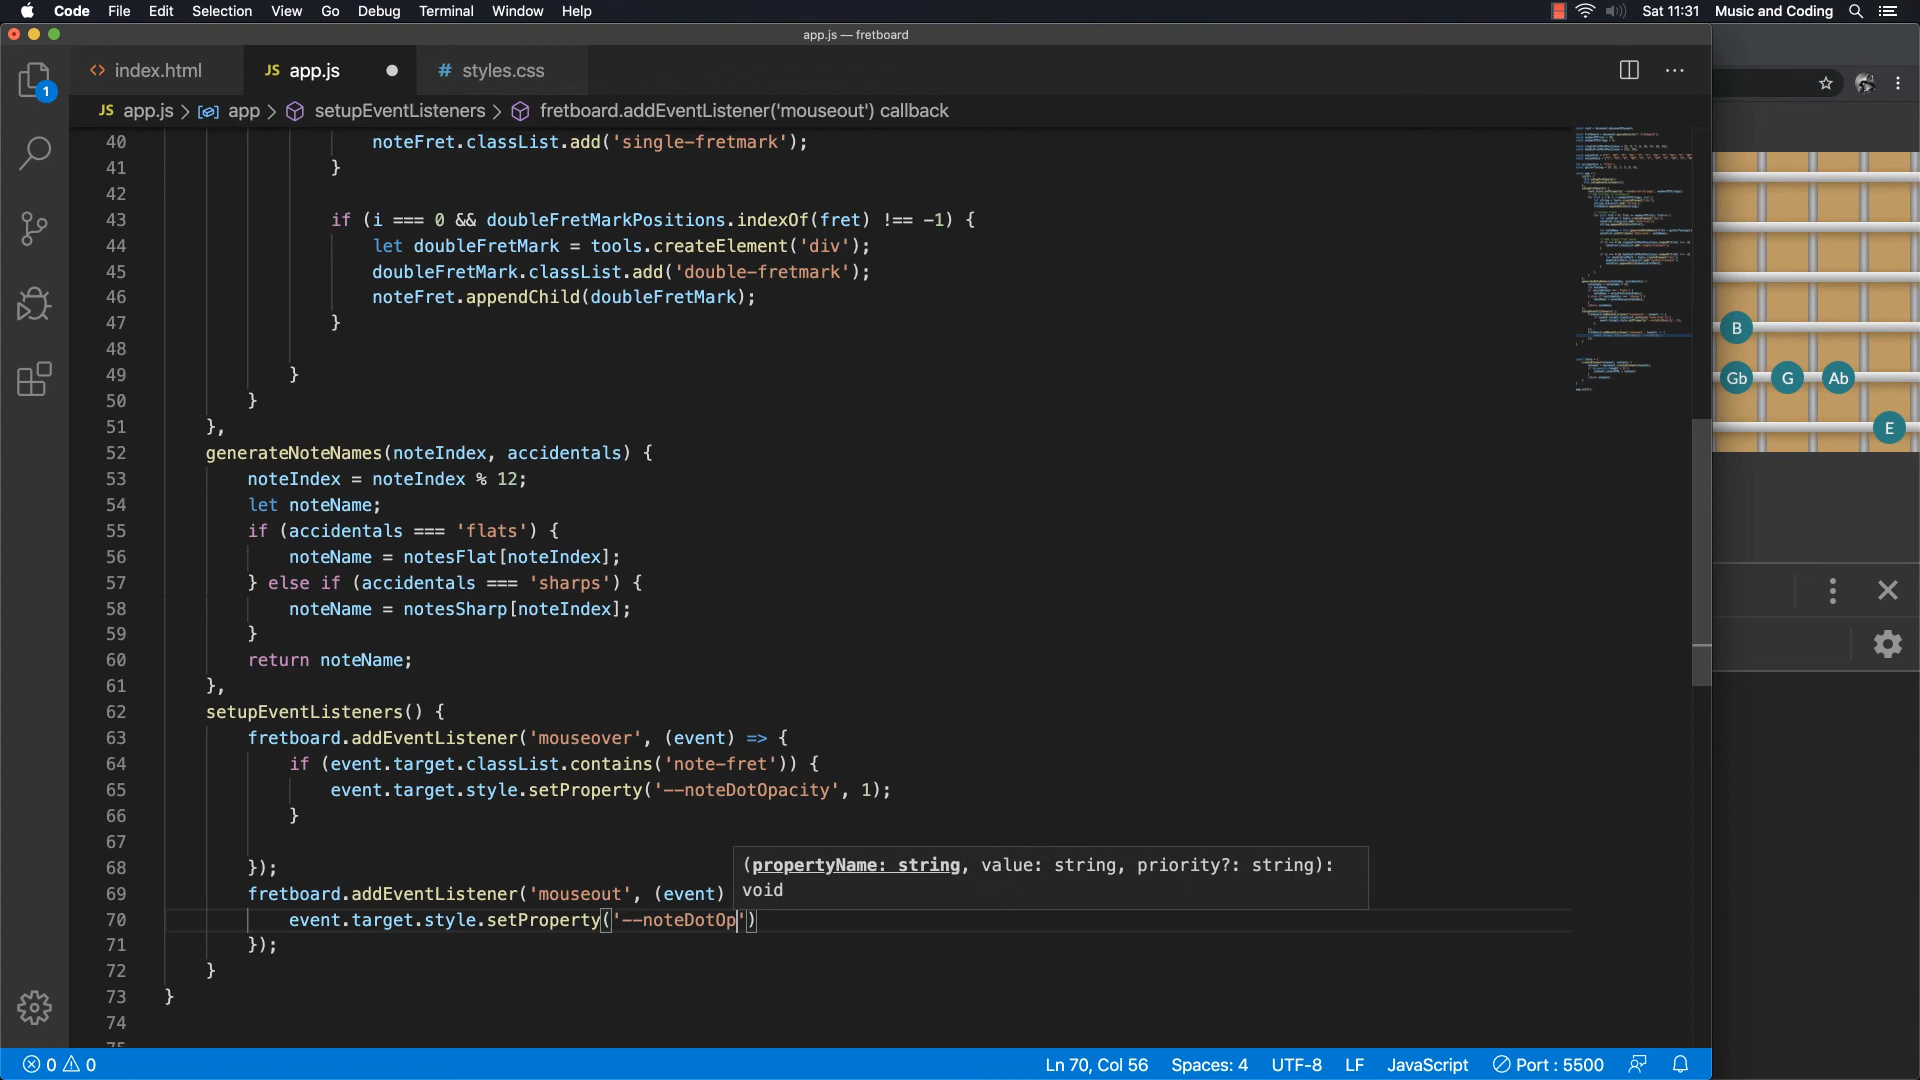 Code File Edit Selection View Go Debug Terminal Window Help Sat 11:31 Music and Coding
app.js — fretboard
index.html JS app.js # styles.css
JS app.js > app > setupEventListeners > fretboard.addEventListener('mouseout') callback
1
40 noteFret.classList.add('single-fretmark');
41 }
42
43 if (i === 0 && doubleFretMarkPositions.indexOf(fret) !== -1) {
44 let doubleFretMark = tools.createElement('div');
45 doubleFretMark.classList.add('double-fretmark');
46 noteFret.appendChild(doubleFretMark);
47 }
48
49 }
50 }
51 },
52 generateNoteNames(noteIndex, accidentals) {
53 noteIndex = noteIndex % 12;
54 let noteName;
55 if (accidentals === 'flats') {
56 noteName = notesFlat[noteIndex];
57 } else if (accidentals === 'sharps') {
58 noteName = notesSharp[noteIndex];
59 }
60 return noteName;
61 },
62 setupEventListeners() {
63 fretboard.addEventListener('mouseover', (event) => {
64 if (event.target.classList.contains('note-fret')) {
65 event.target.style.setProperty('--noteDotOpacity', 1);
66 }
67
68 });
(propertyName: string, value: string, priority?: string):
void
69 fretboard.addEventListener('mouseout', (event)
70 event.target.style.setProperty('--noteDotOp')
71 });
72 }
73 }
74
B
Gb G Ab
E
0 0 Ln 70, Col 56 Spaces: 4 UTF-8 LF JavaScript Port : 5500